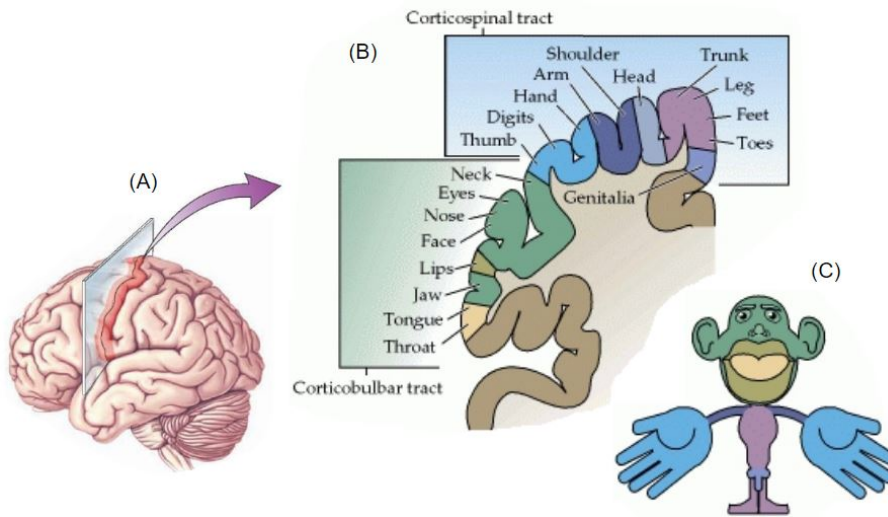 Corticospinal tract
(B)
Shoulder
Arm
Hand
Digits
Thumb
Head
Trunk
Leg
Feet
Toes
Genitalia
(A)
Neck
Eyes
Nose
Face
Lips
Jaw
Tongue
Throat
Corticobulbar tract
(C)